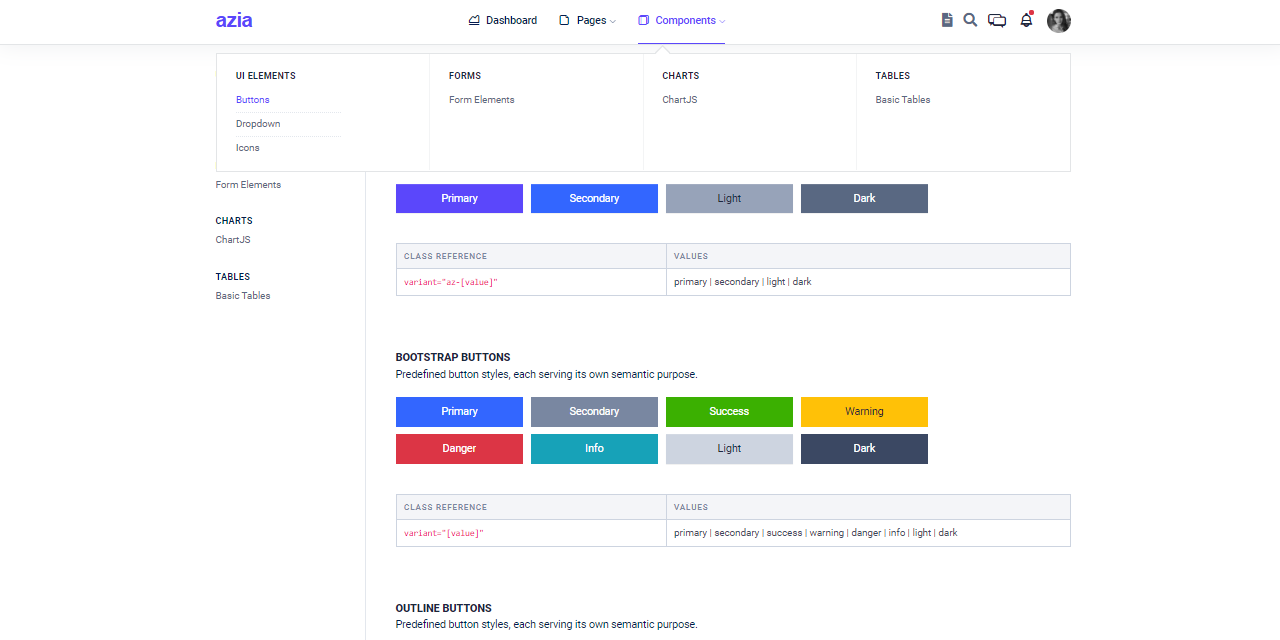 azia
Dashboard Pages Components
UI ELEMENTS
Buttons
Dropdown
Icons
FORMS
Form Elements
CHARTS
ChartJS
TABLES
Basic Tables
Form Elements
CHARTS
ChartJS
TABLES
Basic Tables
Primary Secondary Light Dark
CLASS REFERENCE VALUES
variant="az-[value]" primary | secondary | light | dark
BOOTSTRAP BUTTONS
Predefined button styles, each serving its own semantic purpose.
Primary Secondary Success Warning
Danger Info Light Dark
CLASS REFERENCE VALUES
variant="[value]" primary | secondary | success | warning | danger | info | light | dark
OUTLINE BUTTONS
Predefined button styles, each serving its own semantic purpose.